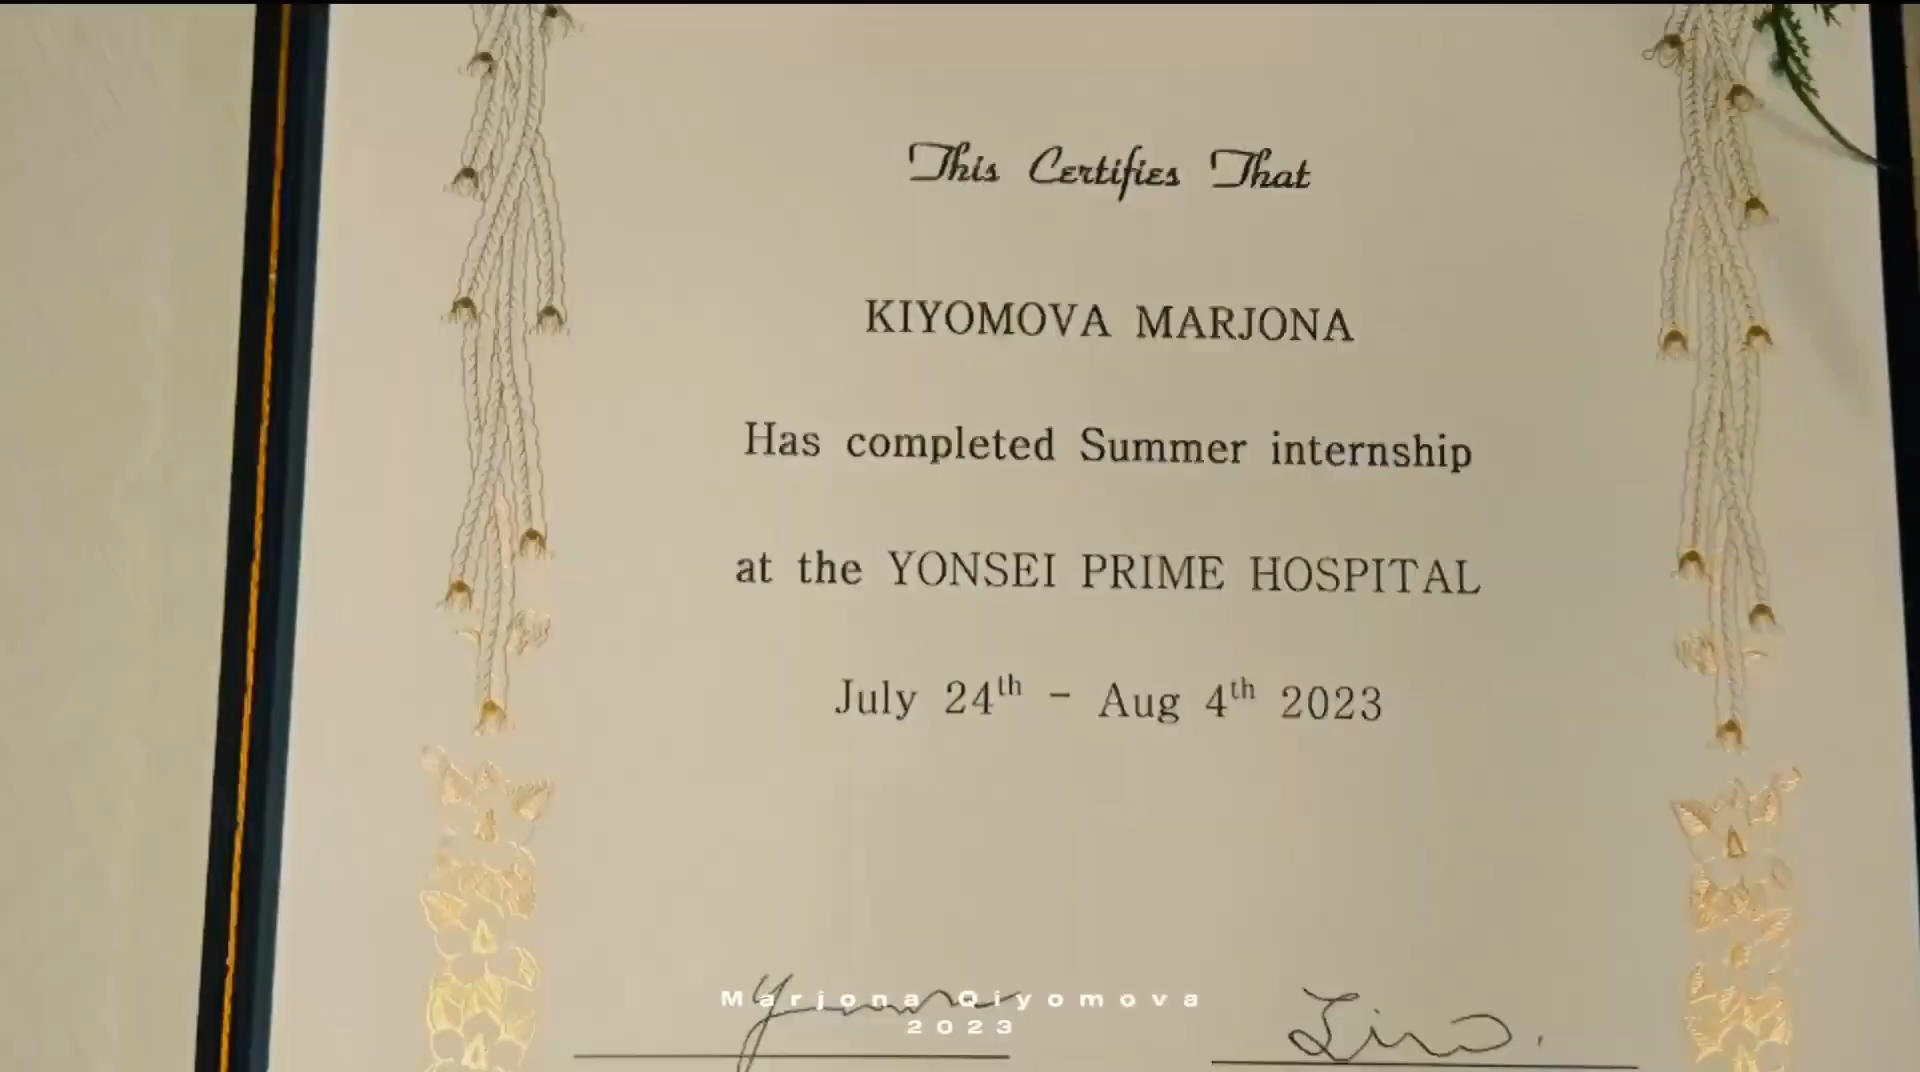 This Certifies That
KIYOMOVA MARJONA
Has completed Summer internship
at the YONSEI PRIME HOSPITAL
July 24th - Aug 4th 2023
Marjona Qiyomova
2023